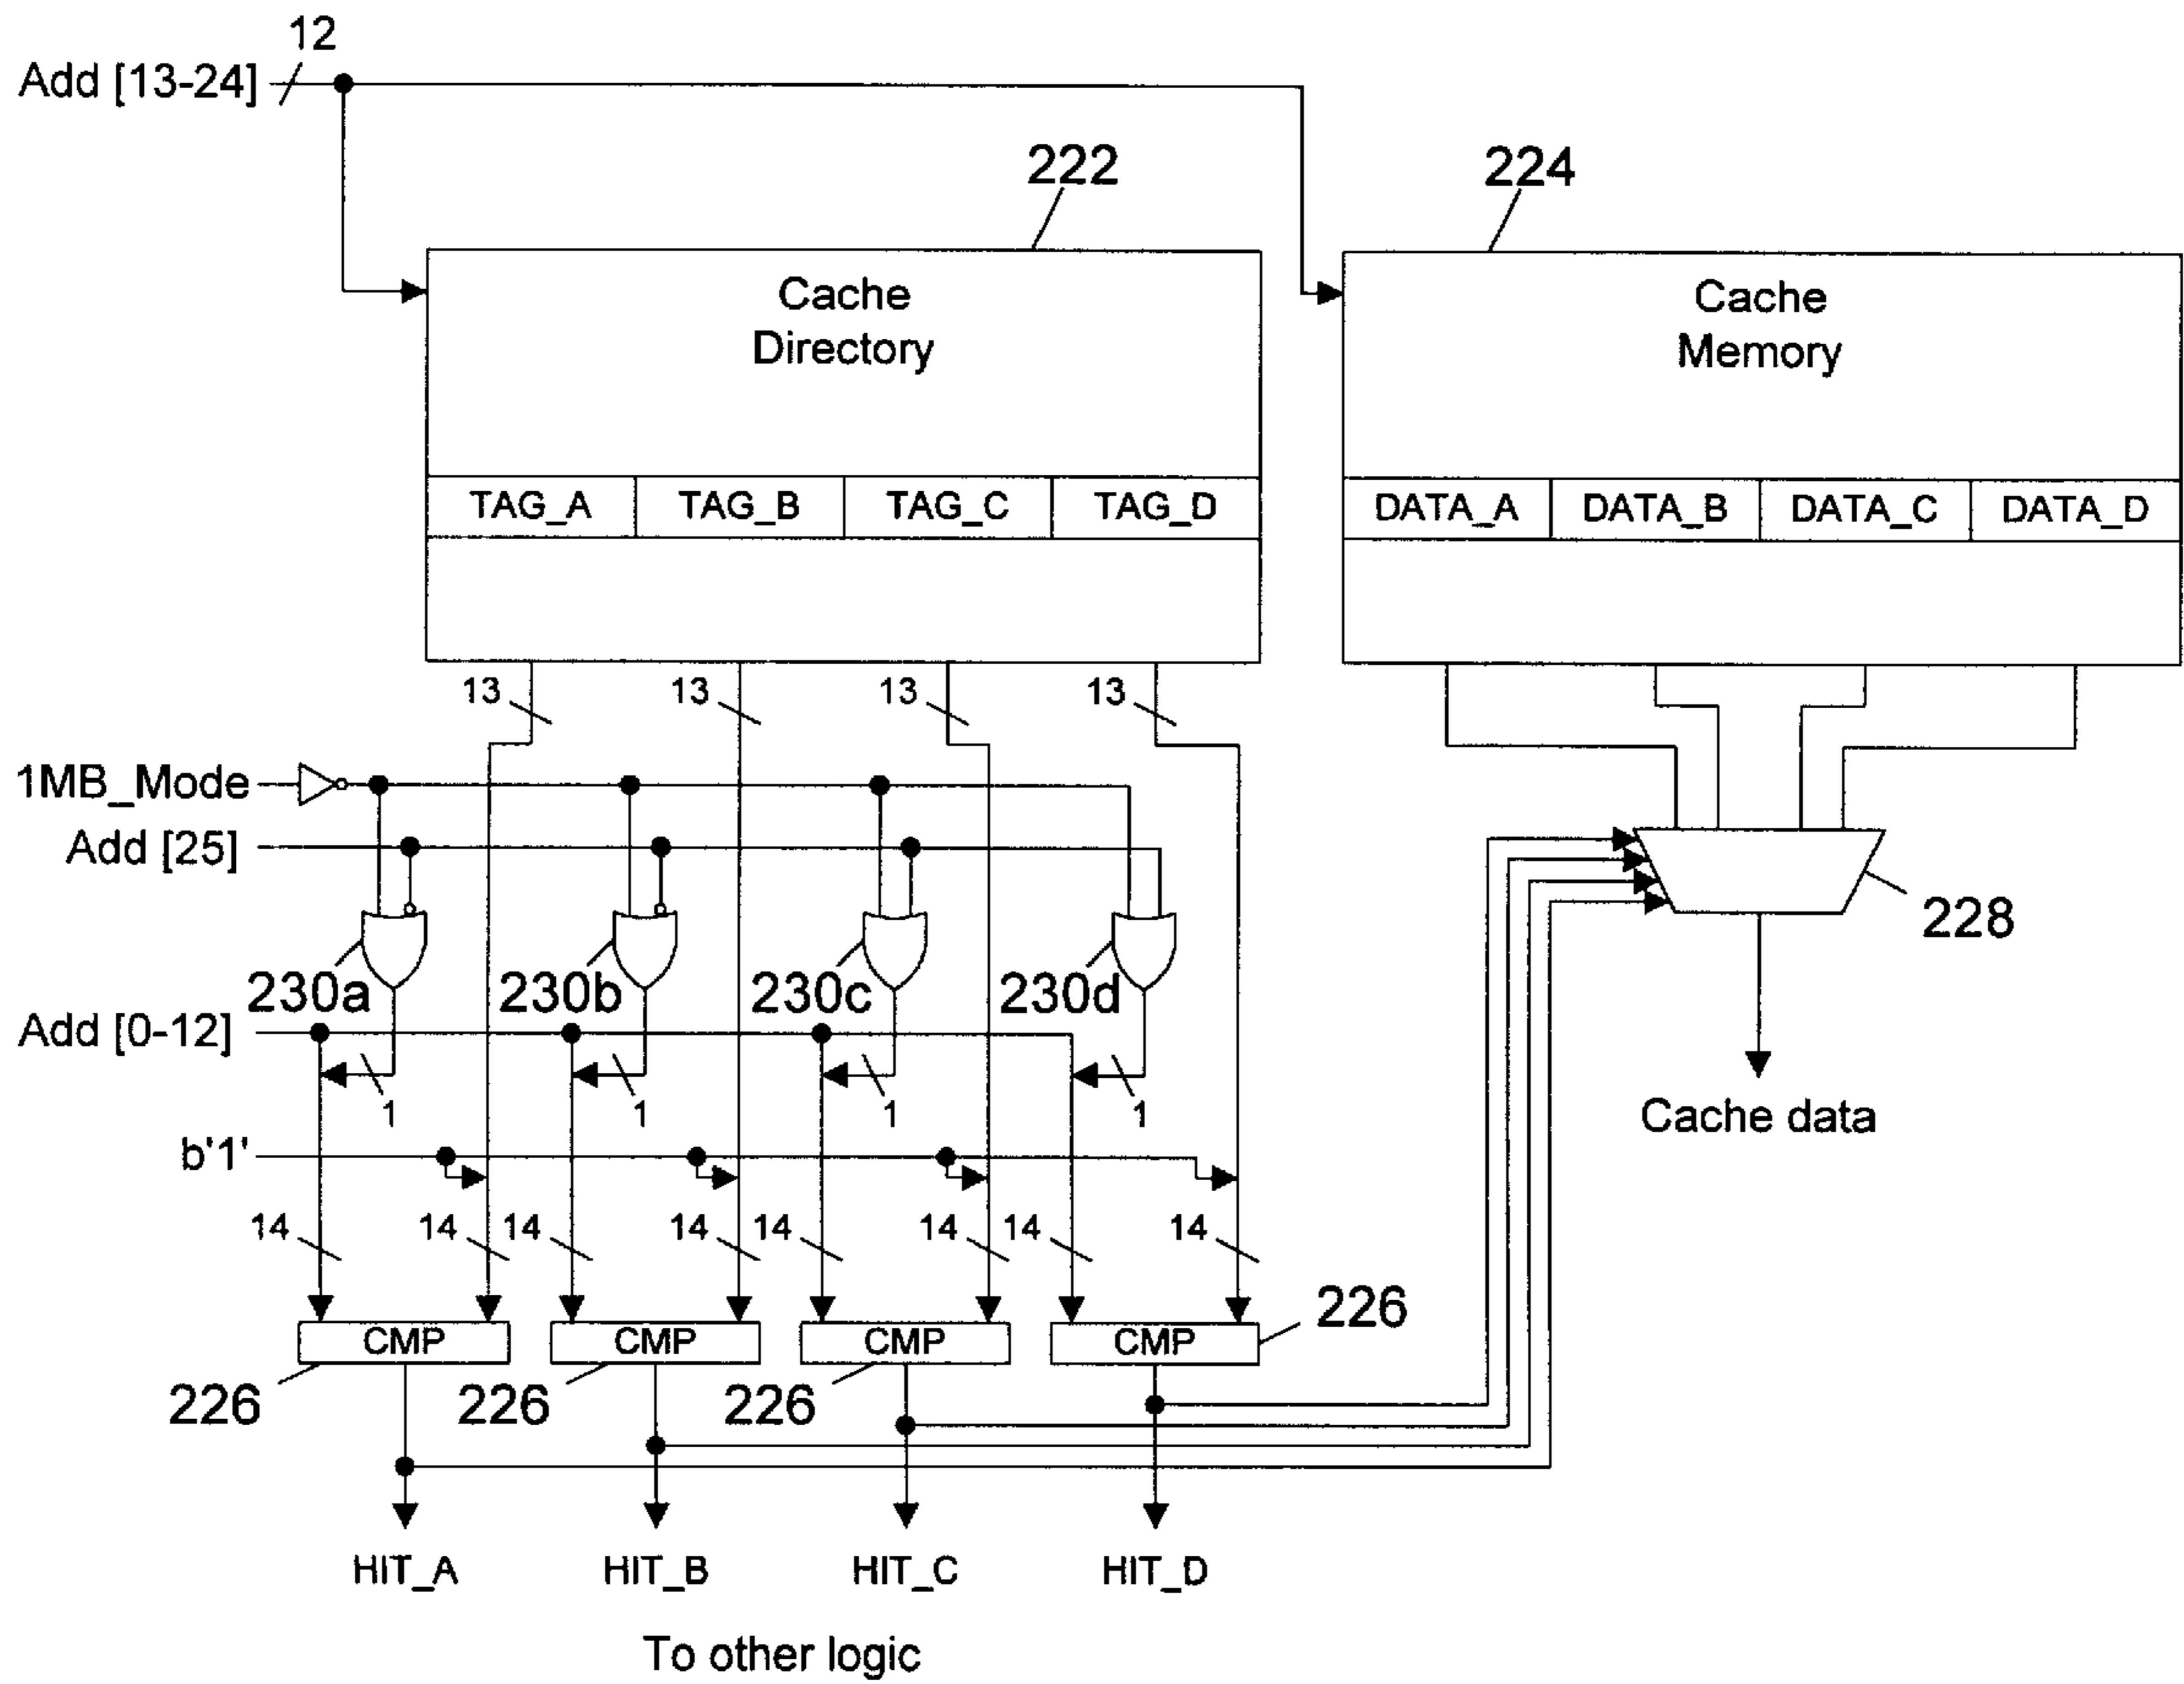 12
Add [13-24]
222
224
Cache
Directory
Cache
Memory
TAG_A TAG_B TAG_C TAG_D
DATA_A DATA_B DATA_C DATA_D
13 13 13 13
1MB_Mode
Add [25]
228
230a 230b 230c 230d
Add [0-12]
1 1 1 1
Cache data
b'1'
14 14 14 14 14 14 14
226
CMP CMP CMP CMP
226 226 226
HIT_A HIT_B HIT_C HIT_D
To other logic